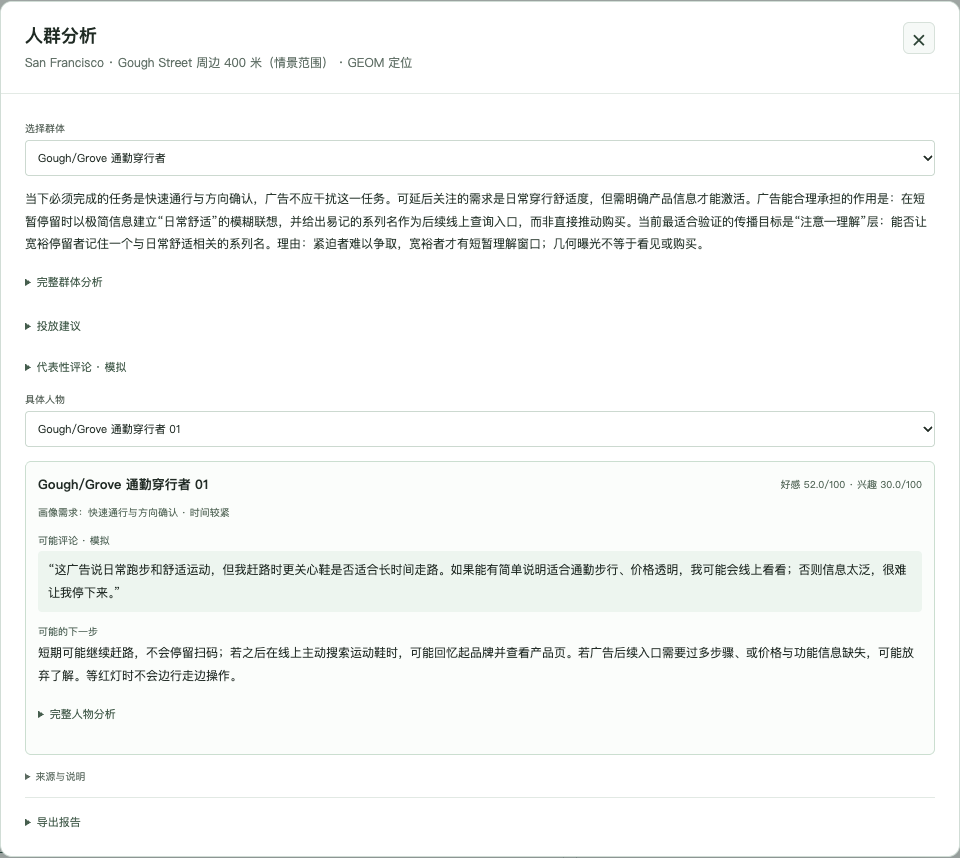 人群分析
San Francisco · Gough Street 周边 400 米（情景范围） · GEOM 定位
选择群体
Gough/Grove 通勤穿行者
当下必须完成的任务是快速通行与方向确认，广告不应干扰这一任务。可延后关注的需求是日常穿行舒适度，但需明确产品信息才能激活。广告能合理承担的作用是：在短
暂停留时以极简信息建立“日常舒适”的模糊联想，并给出易记的系列名作为后续线上查询入口，而非直接推动购买。当前最适合验证的传播目标是“注意—理解”层：能否让
宽裕停留者记住一个与日常舒适相关的系列名。理由：紧迫者难以争取，宽裕者才有短暂理解窗口；几何曝光不等于看见或购买。
完整群体分析
投放建议
代表性评论 · 模拟
具体人物
Gough/Grove 通勤穿行者 01
Gough/Grove 通勤穿行者 01
好感 52.0/100 · 兴趣 30.0/100
画像需求：快速通行与方向确认 · 时间较紧
可能评论 · 模拟
“这广告说日常跑步和舒适运动，但我赶路时更关心鞋是否适合长时间走路。如果能有简单说明适合通勤步行、价格透明，我可能会线上看看；否则信息太泛，很难
让我停下来。”
可能的下一步
短期可能继续赶路，不会停留扫码；若之后在线上主动搜索运动鞋时，可能回忆起品牌并查看产品页。若广告后续入口需要过多步骤、或价格与功能信息缺失，可能放
弃了解。等红灯时不会边行走边操作。
完整人物分析
来源与说明
导出报告